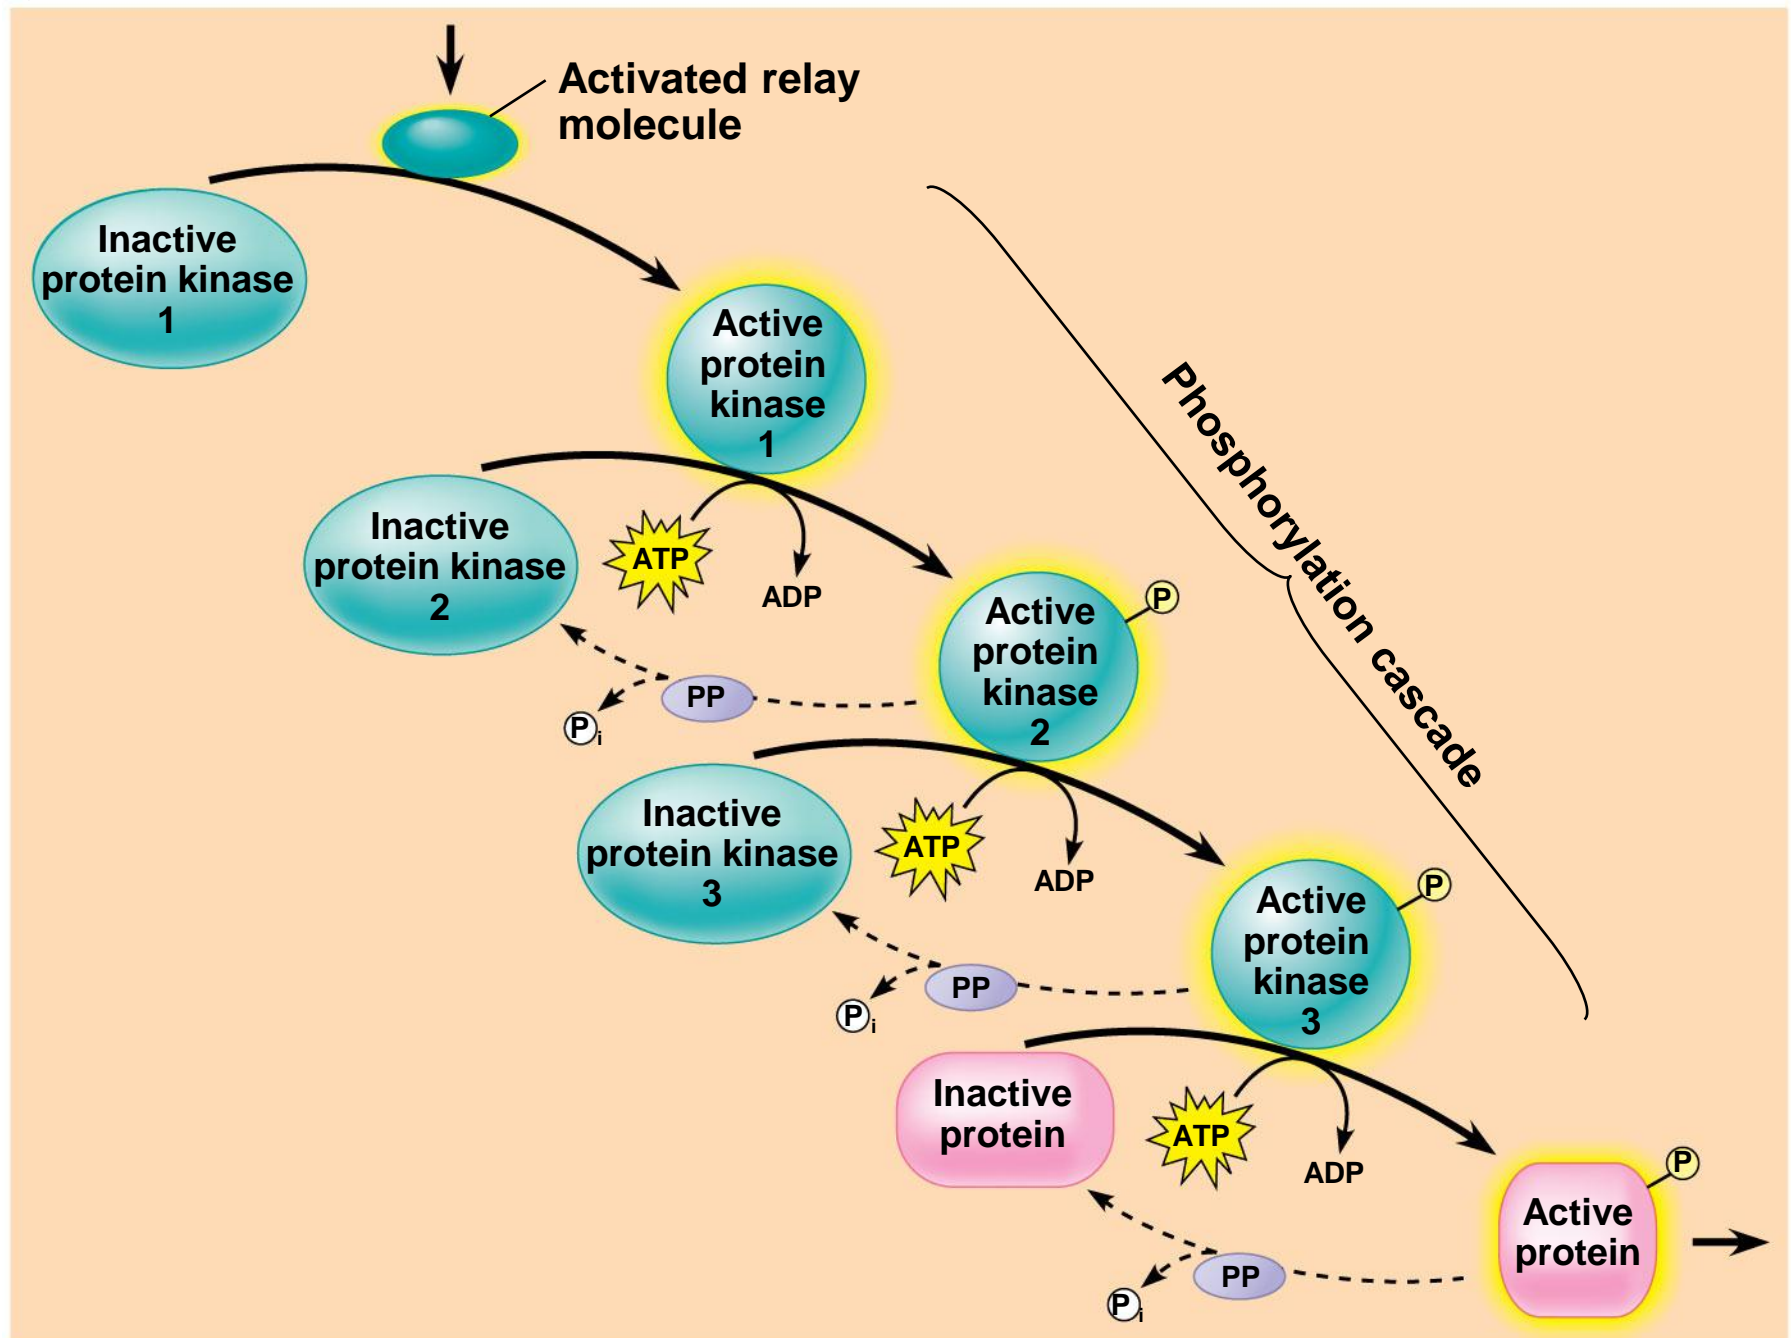 Activated relay
molecule
Inactive
protein kinase
1
Active
protein
kinase
1
Phosphorylation cascade
Inactive
protein kinase
2
ATP
ADP
Active
protein
kinase
2
P
PP
Pi
Inactive
protein kinase
3
ATP
ADP
Active
protein
kinase
3
P
PP
Pi
Inactive
protein
ATP
ADP
Active
protein
P
PP
Pi